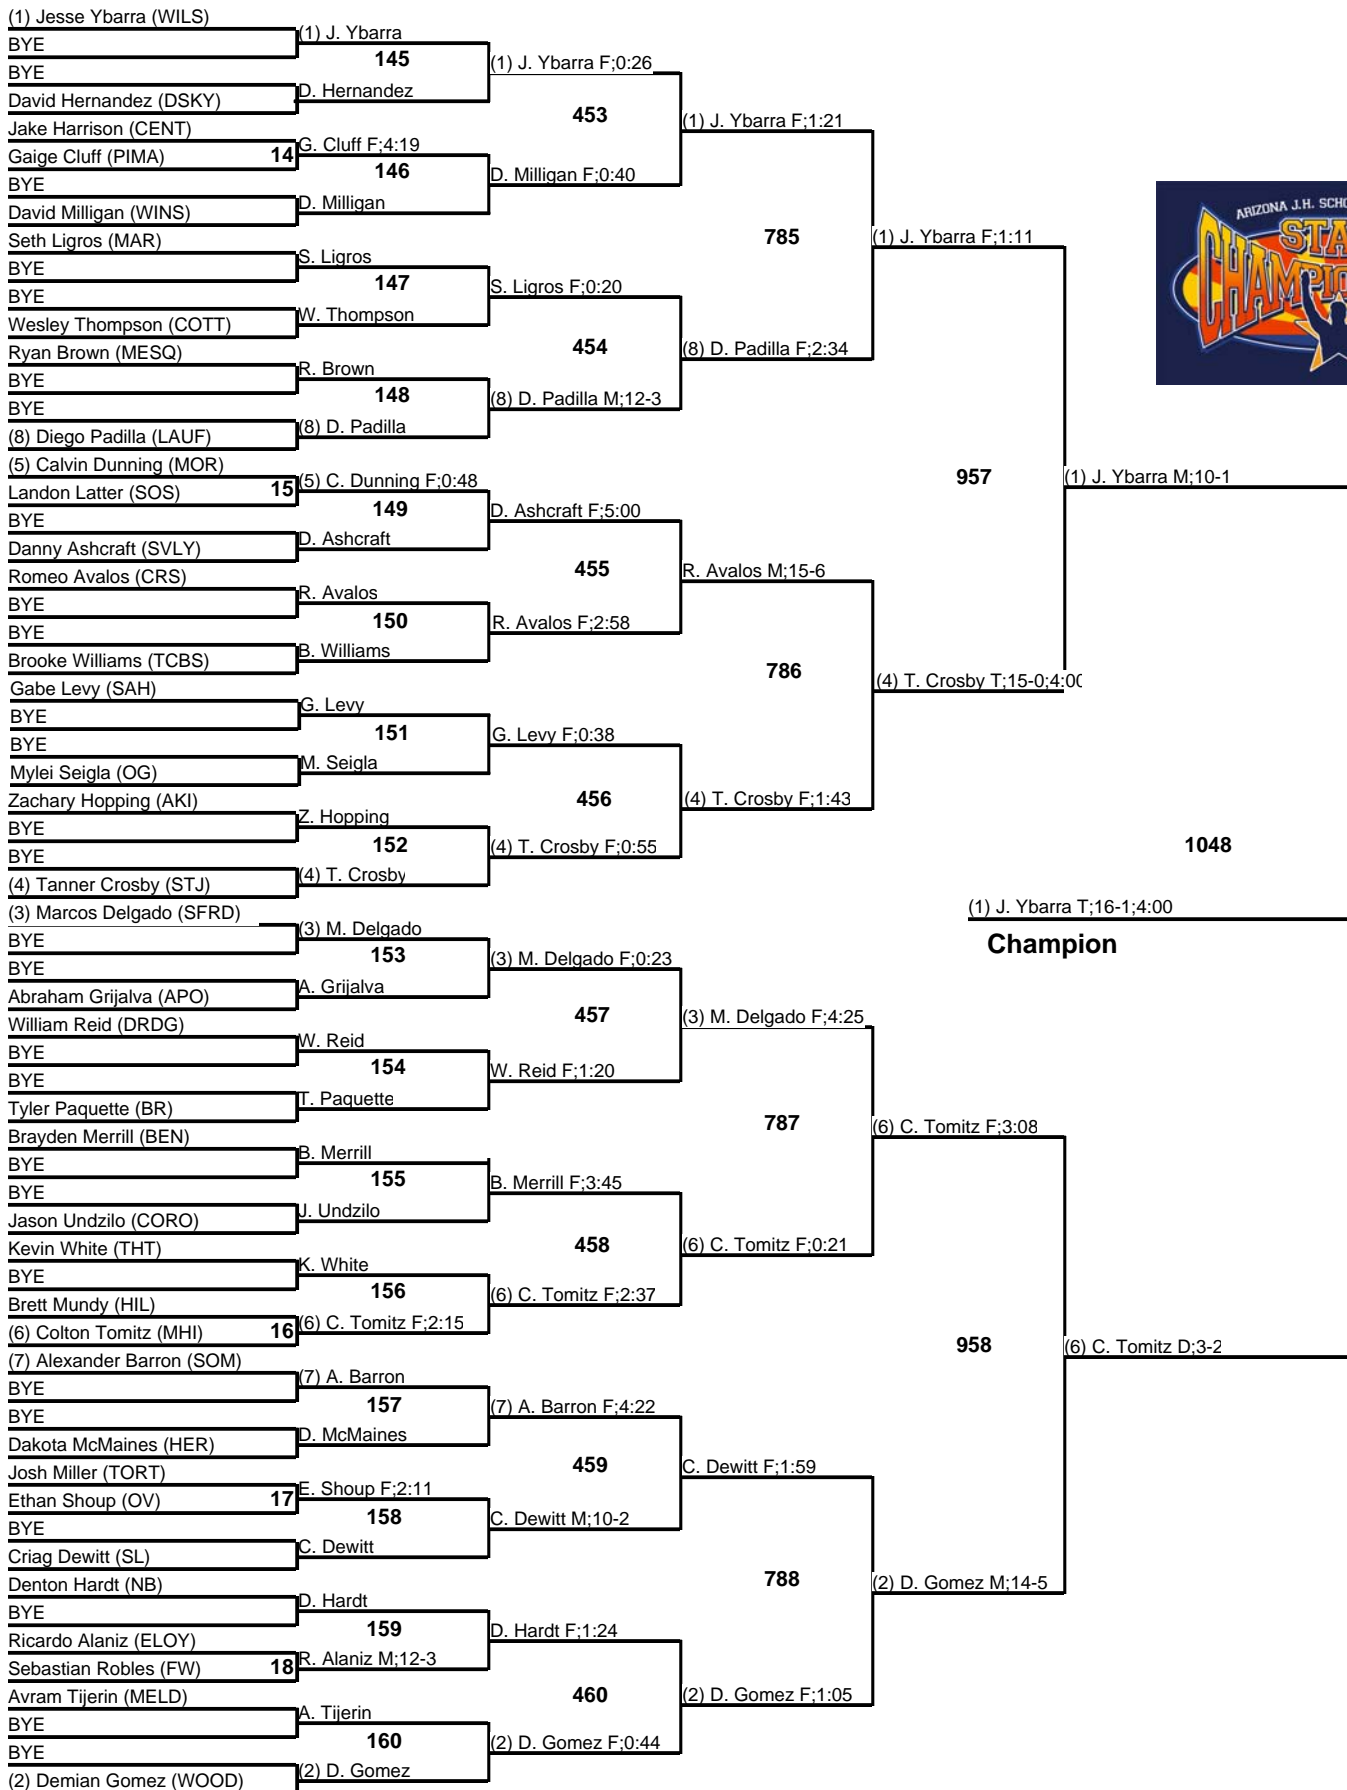 (1) Jesse Ybarra (WILS)
BYE
BYE
David Hernandez (DSKY)
Jake Harrison (CENT)
Gaige Cluff (PIMA) 14
BYE
David Milligan (WINS)
Seth Ligros (MAR)
BYE
BYE
Wesley Thompson (COTT)
Ryan Brown (MESQ)
BYE
BYE
(8) Diego Padilla (LAUF)
(5) Calvin Dunning (MOR)
Landon Latter (SOS) 15
BYE
Danny Ashcraft (SVLY)
Romeo Avalos (CRS)
BYE
BYE
Brooke Williams (TCBS)
Gabe Levy (SAH)
BYE
BYE
Mylei Seigla (OG)
Zachary Hopping (AKI)
BYE
BYE
(4) Tanner Crosby (STJ)
(3) Marcos Delgado (SFRD)
BYE
BYE
Abraham Grijalva (APO)
William Reid (DRDG)
BYE
BYE
Tyler Paquette (BR)
Brayden Merrill (BEN)
BYE
BYE
Jason Undzilo (CORO)
Kevin White (THT)
BYE
Brett Mundy (HIL)
(6) Colton Tomitz (MHI) 16
(7) Alexander Barron (SOM)
BYE
BYE
Dakota McMaines (HER)
Josh Miller (TORT)
Ethan Shoup (OV) 17
BYE
Criag Dewitt (SL)
Denton Hardt (NB)
BYE
Ricardo Alaniz (ELOY)
Sebastian Robles (FW) 18
Avram Tijerin (MELD)
BYE
BYE
(2) Demian Gomez (WOOD)
(1) J. Ybarra
145
D. Hernandez
G. Cluff F;4:19
146
D. Milligan
S. Ligros
147
W. Thompson
R. Brown
148
(8) D. Padilla
(5) C. Dunning F;0:48
149
D. Ashcraft
R. Avalos
150
B. Williams
G. Levy
151
M. Seigla
Z. Hopping
152
(4) T. Crosby
(3) M. Delgado
153
A. Grijalva
W. Reid
154
T. Paquette
B. Merrill
155
J. Undzilo
K. White
156
(6) C. Tomitz F;2:15
(7) A. Barron
157
D. McMaines
E. Shoup F;2:11
158
C. Dewitt
D. Hardt
159
R. Alaniz M;12-3
A. Tijerin
160
(2) D. Gomez
(1) J. Ybarra F;0:26
453
D. Milligan F;0:40
S. Ligros F;0:20
454
(8) D. Padilla M;12-3
D. Ashcraft F;5:00
455
R. Avalos F;2:58
G. Levy F;0:38
456
(4) T. Crosby F;0:55
(3) M. Delgado F;0:23
457
W. Reid F;1:20
B. Merrill F;3:45
458
(6) C. Tomitz F;2:37
(7) A. Barron F;4:22
459
C. Dewitt M;10-2
D. Hardt F;1:24
460
(2) D. Gomez F;0:44
(1) J. Ybarra F;1:21
785
(8) D. Padilla F;2:34
R. Avalos M;15-6
786
(4) T. Crosby F;1:43
(3) M. Delgado F;4:25
787
(6) C. Tomitz F;0:21
C. Dewitt F;1:59
788
(2) D. Gomez F;1:05
(1) J. Ybarra F;1:11
957
(4) T. Crosby T;15-0;4:00
(6) C. Tomitz F;3:08
958
(2) D. Gomez M;14-5
ARIZONA J.H. SCHO
STA
CHAMPIO
(1) J. Ybarra M;10-1
1048
(6) C. Tomitz D;3-2
(1) J. Ybarra T;16-1;4:00
Champion